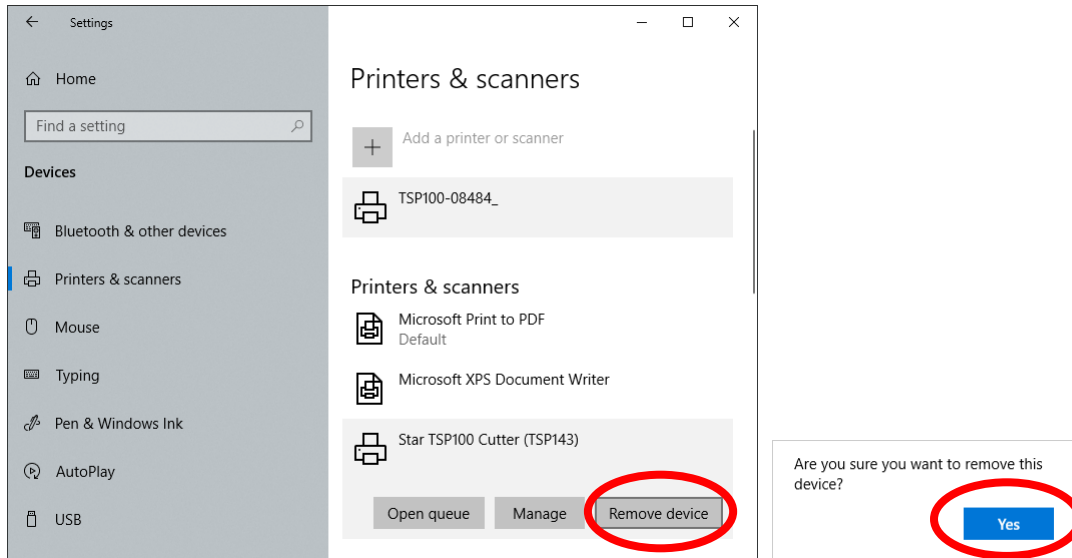 Settings
Home
Find a setting
Devices
Bluetooth & other devices
Printers & scanners
Mouse
Typing
Pen & Windows Ink
AutoPlay
USB
Printers & scanners
Add a printer or scanner
TSP100-08484_
Printers & scanners
Microsoft Print to PDF
Default
Microsoft XPS Document Writer
Star TSP100 Cutter (TSP143)
Open queue Manage Remove device
Are you sure you want to remove this
device?
Yes